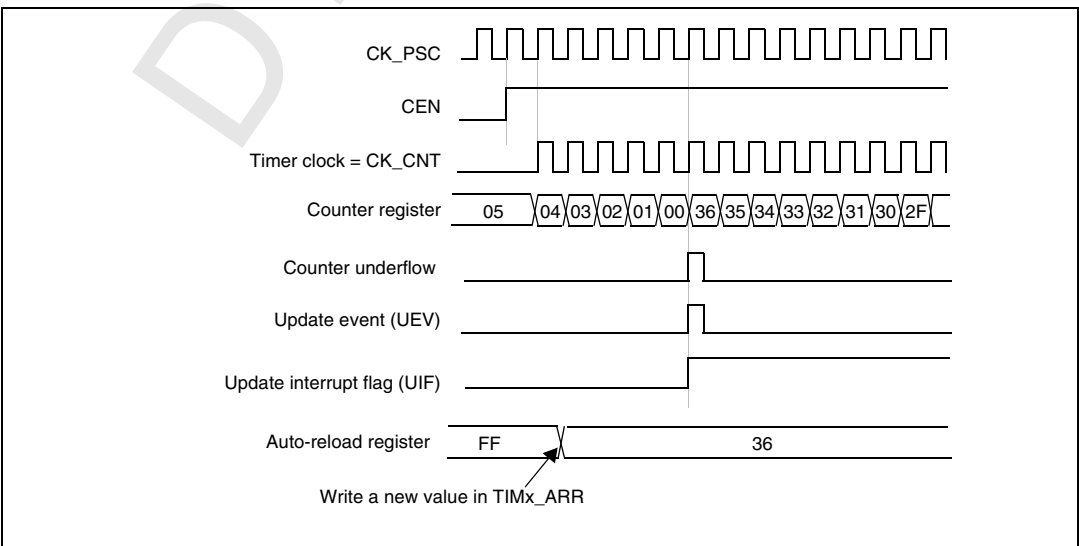 CK_PSC
CEN
Timer clock = CK_CNT
Counter register 05 04 03 02 01 00 36 35 34 33 32 31 30 2F
Counter underflow
Update event (UEV)
Update interrupt flag (UIF)
Auto-reload register FF 36
Write a new value in TIMx_ARR